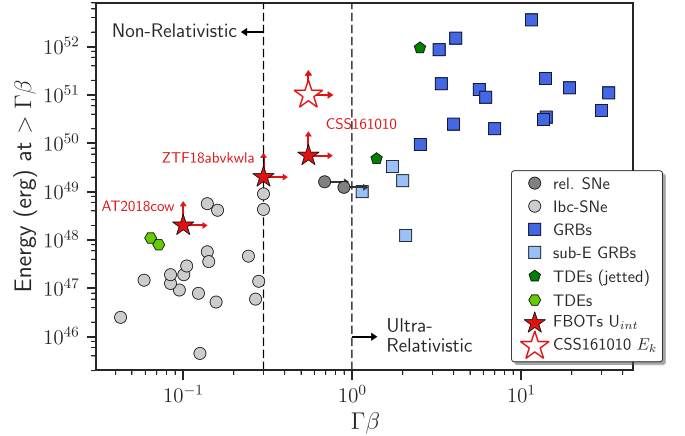 Energy (erg) at > Γβ
10^52
10^51
10^50
10^49
10^48
10^47
10^46
Non-Relativistic
CSS161010
ZTF18abvkwla
AT2018cow
Ultra-
Relativistic
rel. SNe
Ibc-SNe
GRBs
sub-E GRBs
TDEs (jetted)
TDEs
FBOTs U_int
CSS161010 E_k
10^−1
10^0
10^1
Γβ